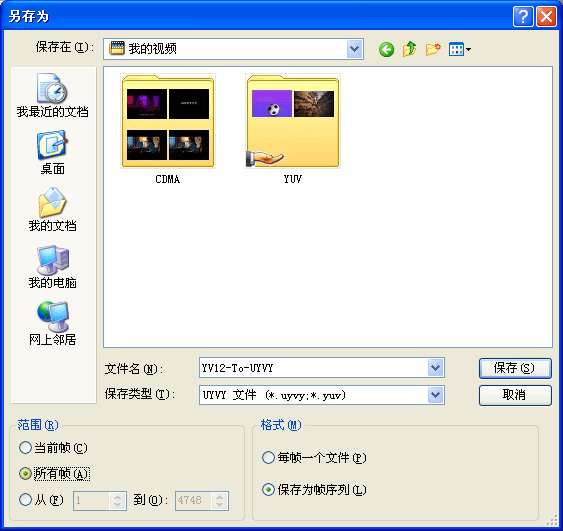 另存为
保存在(I):
我的视频
我最近的文档
桌面
我的文档
我的电脑
网上邻居
CDMA
YUV
文件名(N):
YV12-To-UYVY
保存(S)
保存类型(T):
UYVY 文件 (*.uyvy;*.yuv)
取消
范围(R)
当前帧(C)
所有帧(A)
从(F)
1
到(O):
4748
格式(M)
每帧一个文件(P)
保存为帧序列(L)